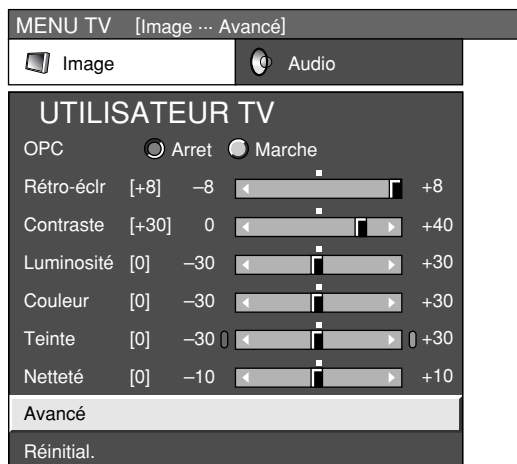 MENU TV [Image ··· Avancé]
Image Audio
UTILISATEUR TV
OPC Arret Marche
Rétro-éclr [+8] –8 +8
Contraste [+30] 0 +40
Luminosité [0] –30 +30
Couleur [0] –30 +30
Teinte [0] –30 +30
Netteté [0] –10 +10
Avancé
Réinitial.